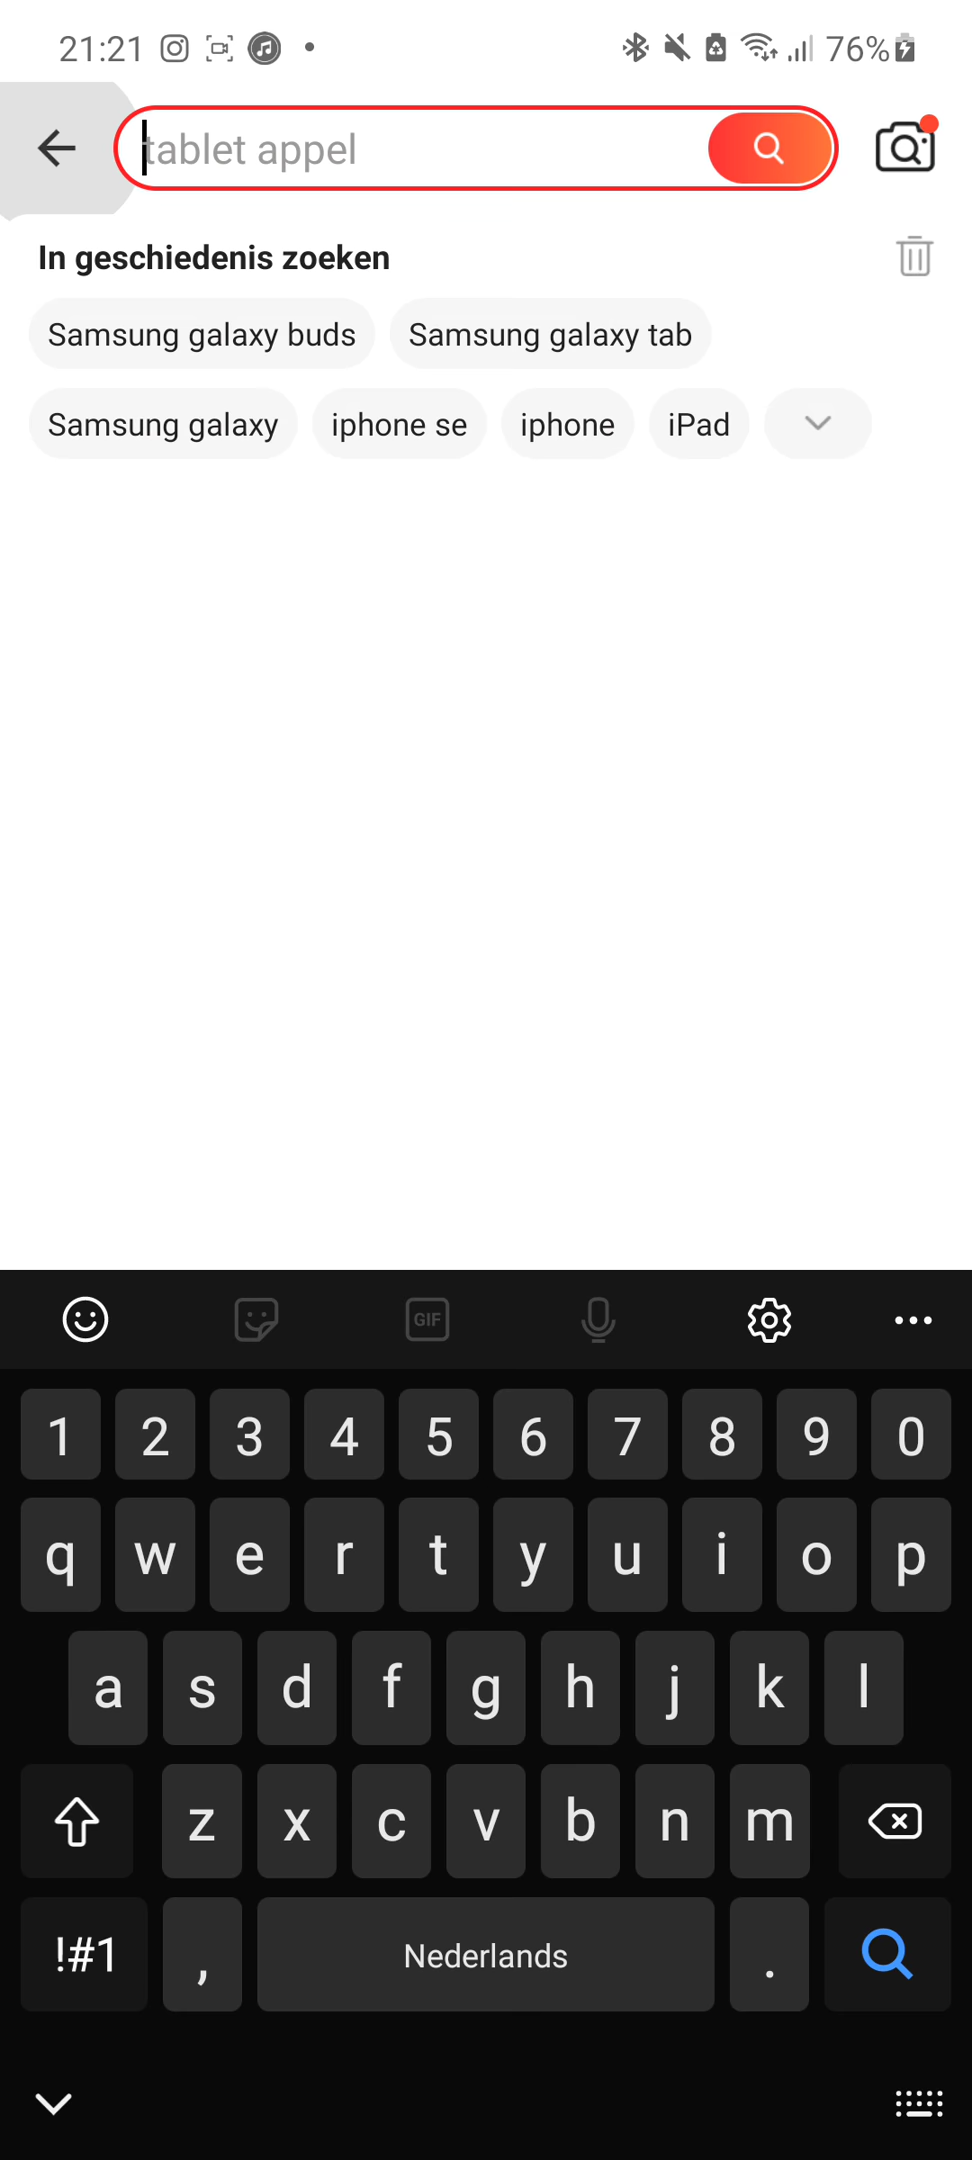 21:21 76%
tablet appel
In geschiedenis zoeken
Samsung galaxy buds Samsung galaxy tab
Samsung galaxy iphone se iphone iPad
GIF
1 2 3 4 5 6 7 8 9 0
q w e r t y u i o p
a s d f g h j k l
z x c v b n m
!#1 , Nederlands .